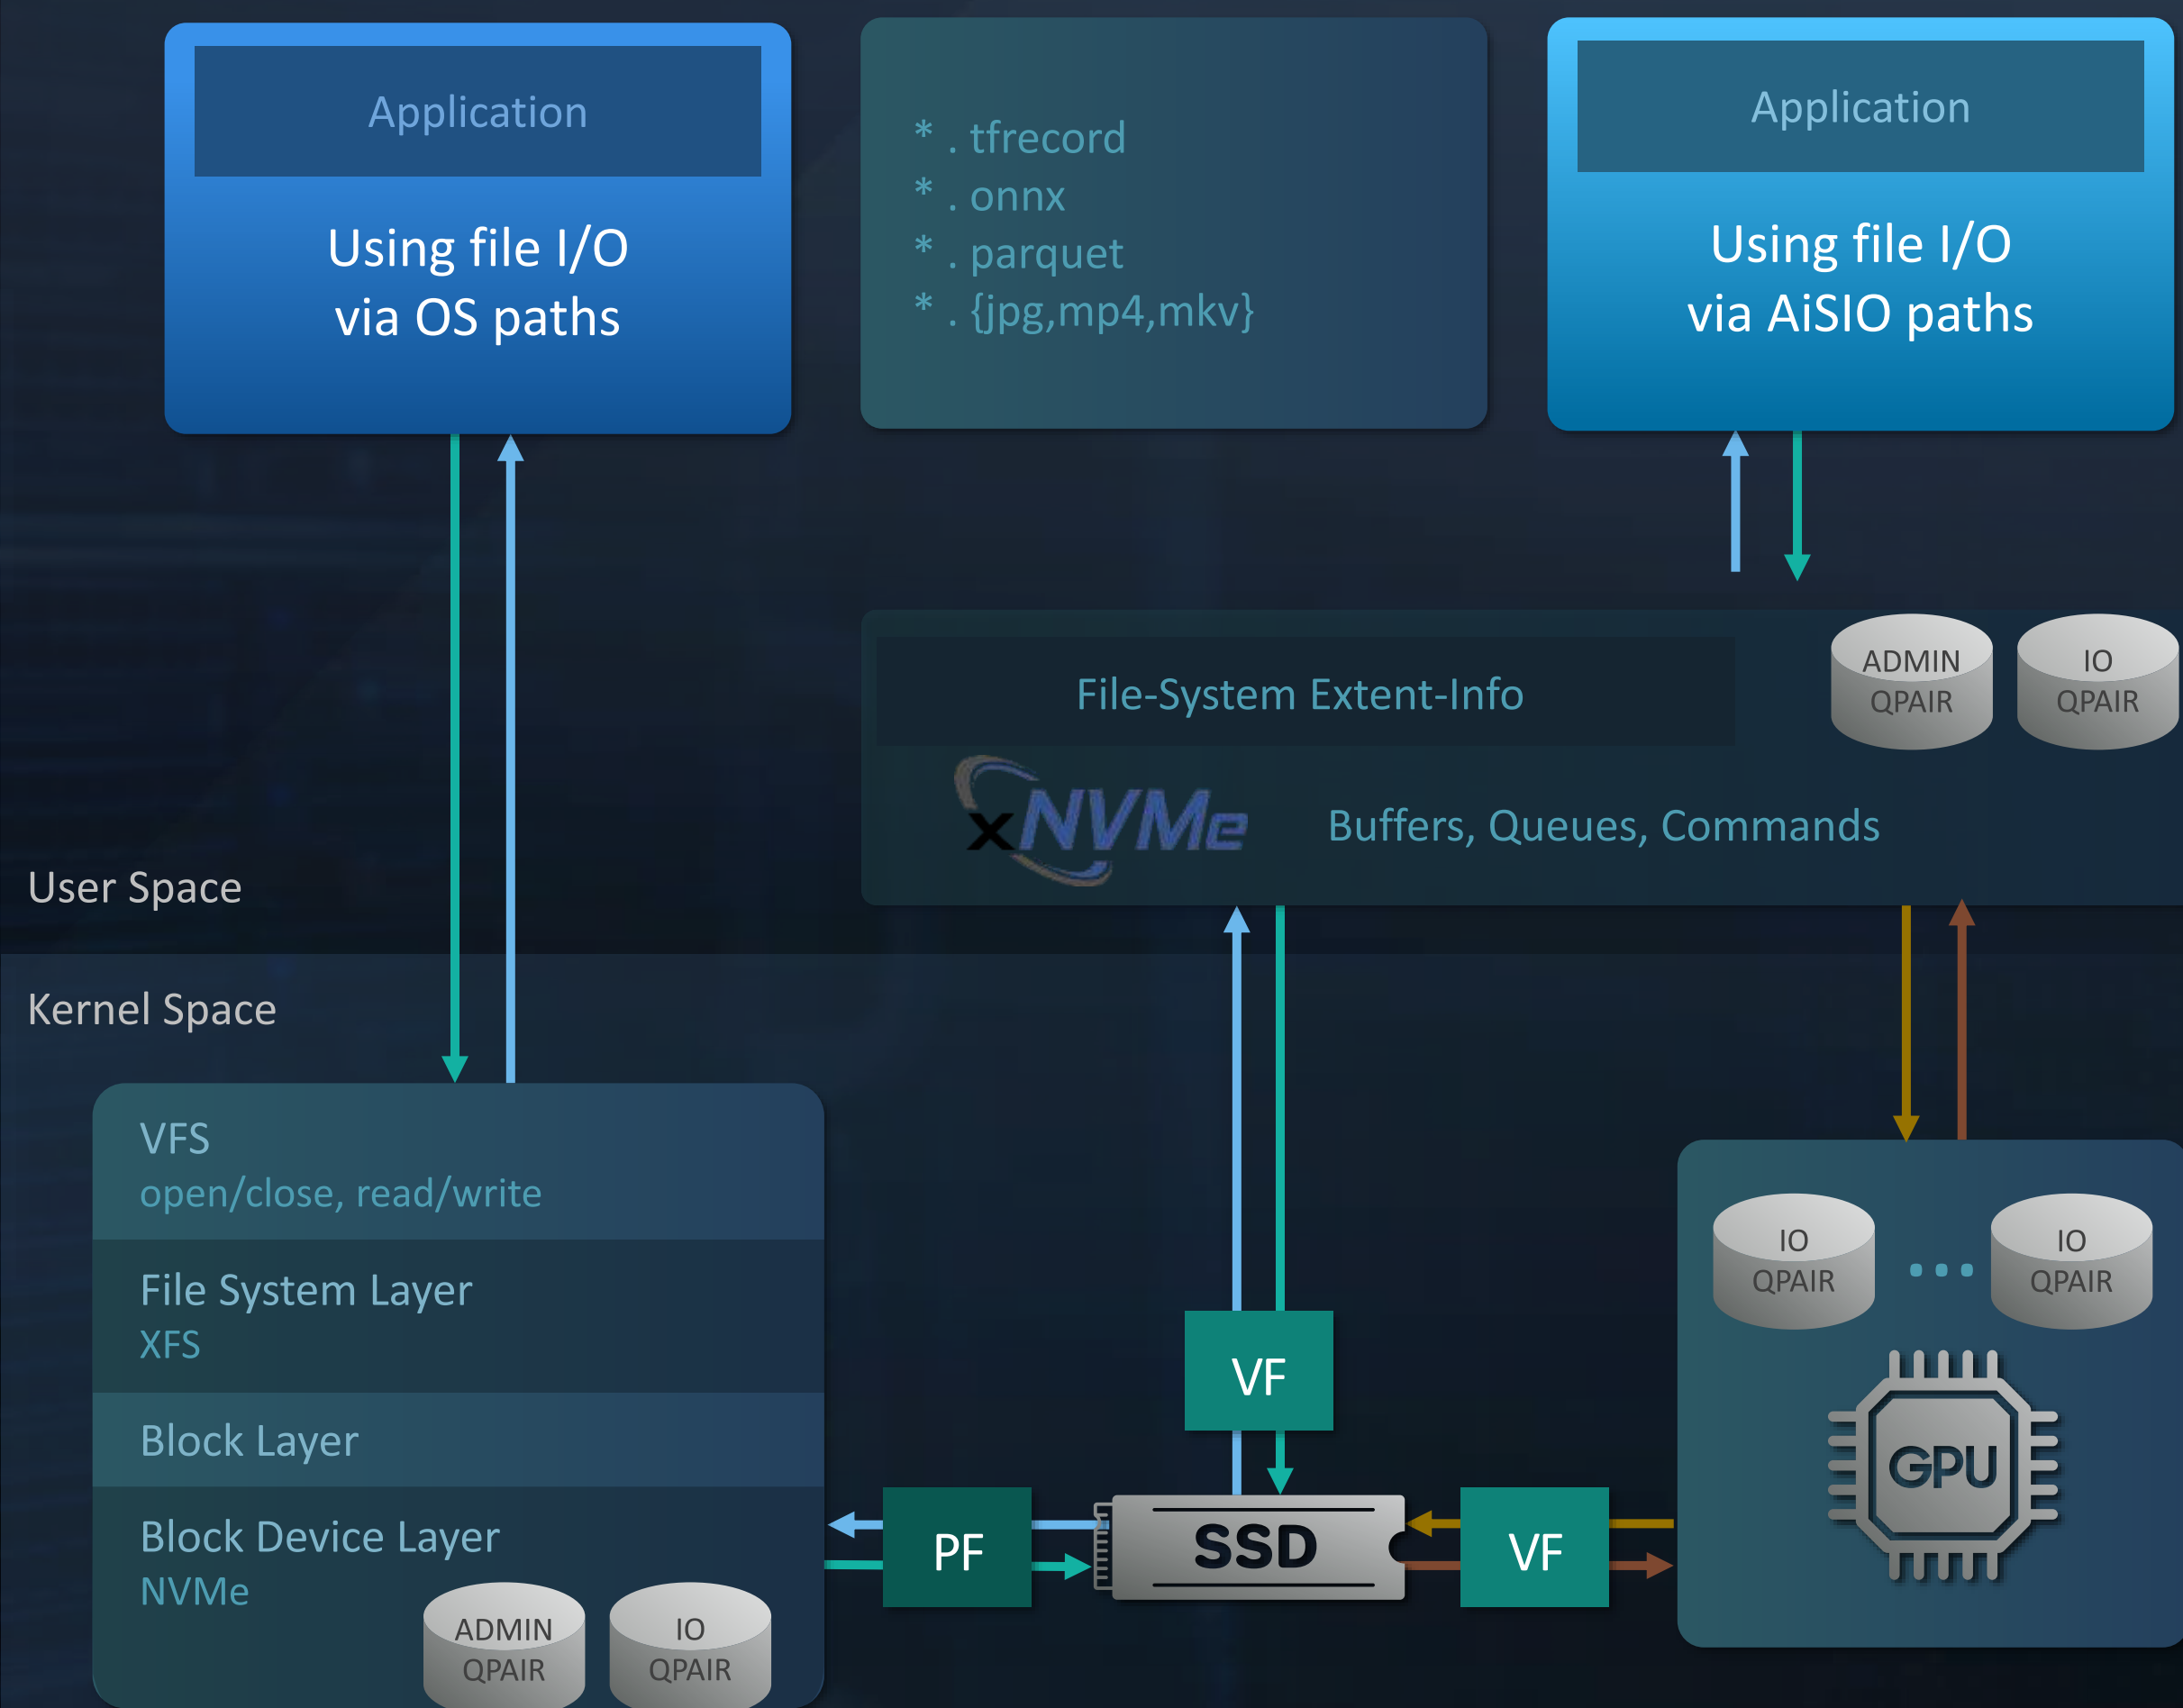 Application
Using file I/O
via OS paths
* . tfrecord
* . onnx
* . parquet
* . {jpg,mp4,mkv}
Application
Using file I/O
via AiSIO paths
File-System Extent-Info
ADMIN
QPAIR
IO
QPAIR
xNVMe
Buffers, Queues, Commands
User Space
Kernel Space
VFS
open/close, read/write
File System Layer
XFS
Block Layer
Block Device Layer
NVMe
ADMIN
QPAIR
IO
QPAIR
PF
VF
SSD
VF
IO
QPAIR
...
IO
QPAIR
GPU